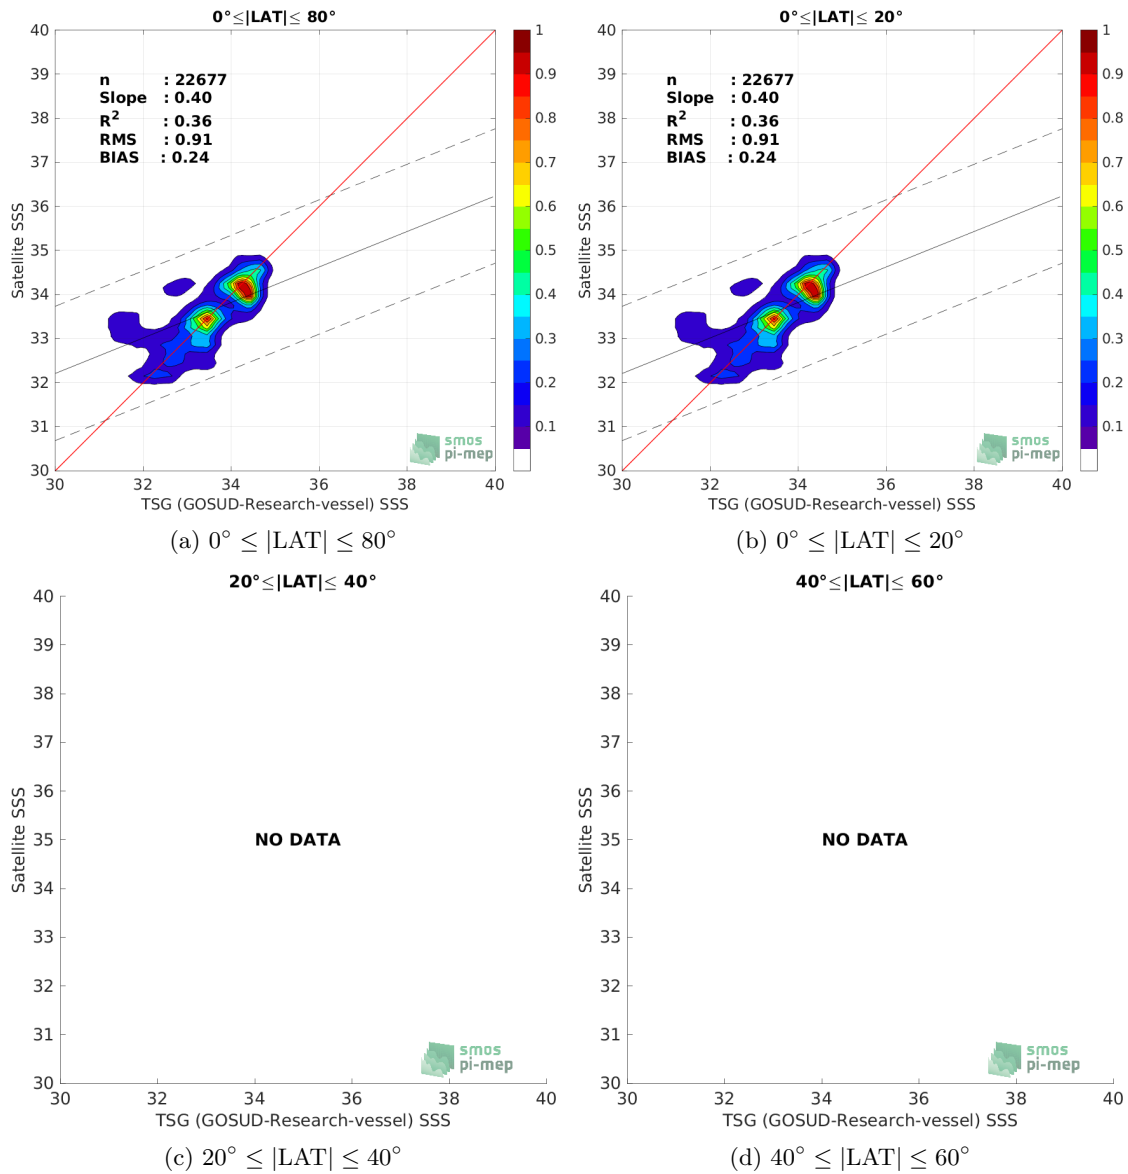 0°≤|LAT|≤ 80°
40
39
38
37
36
35
34
33
32
31
30
30
32
34
36
38
40
Satellite SSS
TSG (GOSUD-Research-vessel) SSS
n : 22677
Slope : 0.40
R² : 0.36
RMS : 0.91
BIAS : 0.24
1
0.9
0.8
0.7
0.6
0.5
0.4
0.3
0.2
0.1
smos
pi-mep
(a) 0° ≤ |LAT| ≤ 80°
0°≤|LAT|≤ 20°
40
39
38
37
36
35
34
33
32
31
30
30
32
34
36
38
40
Satellite SSS
TSG (GOSUD-Research-vessel) SSS
n : 22677
Slope : 0.40
R² : 0.36
RMS : 0.91
BIAS : 0.24
1
0.9
0.8
0.7
0.6
0.5
0.4
0.3
0.2
0.1
smos
pi-mep
(b) 0° ≤ |LAT| ≤ 20°
20°≤|LAT|≤ 40°
40
39
38
37
36
35
34
33
32
31
30
30
32
34
36
38
40
Satellite SSS
TSG (GOSUD-Research-vessel) SSS
NO DATA
smos
pi-mep
(c) 20° ≤ |LAT| ≤ 40°
40°≤|LAT|≤ 60°
40
39
38
37
36
35
34
33
32
31
30
30
32
34
36
38
40
Satellite SSS
TSG (GOSUD-Research-vessel) SSS
NO DATA
smos
pi-mep
(d) 40° ≤ |LAT| ≤ 60°